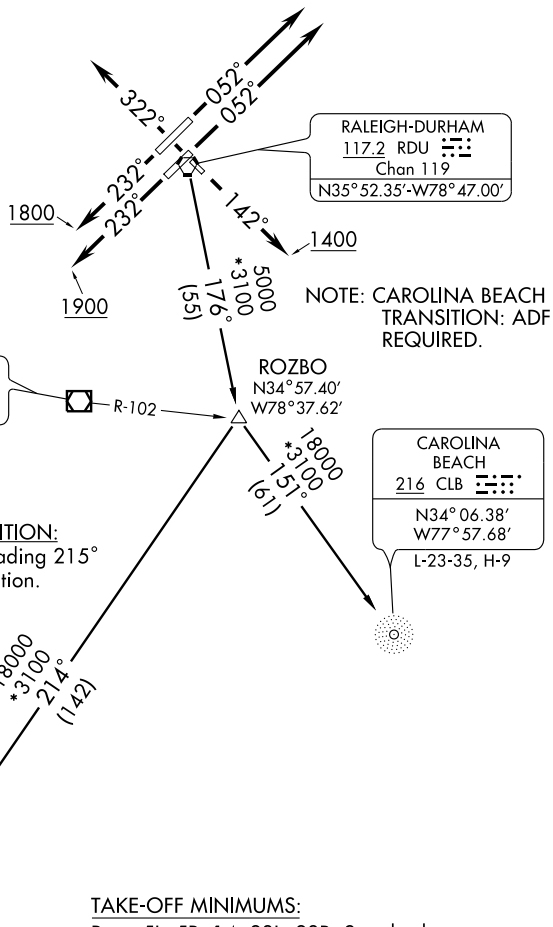 052°
052°
322°
232°
232°
142°
1800
1900
1400
RALEIGH-DURHAM
117.2 RDU
Chan 119
N35°52.35'-W78°47.00'
5000
*3100
176°
(55)
NOTE: CAROLINA BEACH
TRANSITION: ADF
REQUIRED.
ROZBO
N34°57.40'
W78°37.62'
R-102
18000
*3100
151°
(61)
CAROLINA
BEACH
216 CLB
N34°06.38'
W77°57.68'
L-23-35, H-9
ITION:
ading 215°
tion.
*3100
214°
(142)
TAKE-OFF MINIMUMS: